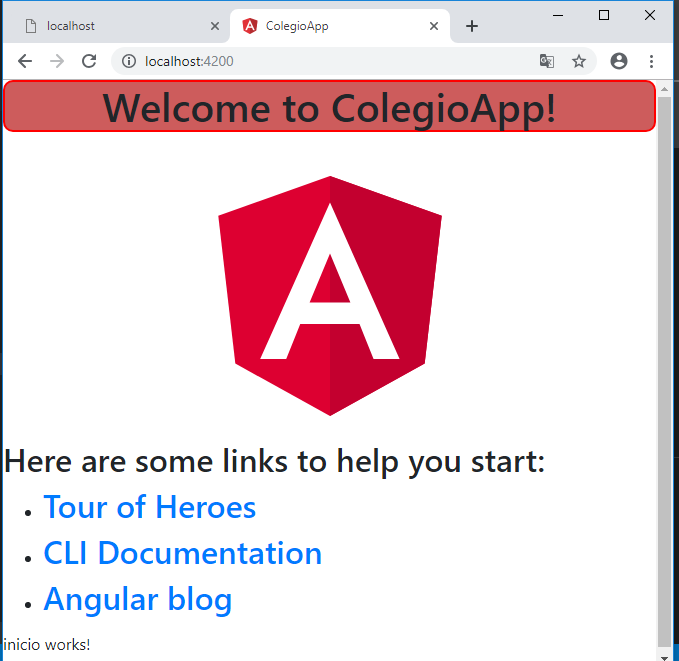 localhost
ColegioApp
localhost:4200
Welcome to ColegioApp!
A
Here are some links to help you start:
Tour of Heroes
CLI Documentation
Angular blog
inicio works!